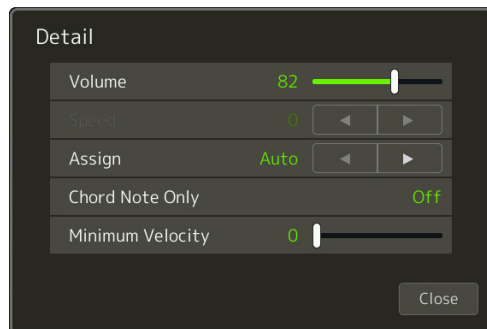 Detail
Volume 82
Speed 0
Assign Auto
Chord Note Only Off
Minimum Velocity 0
Close